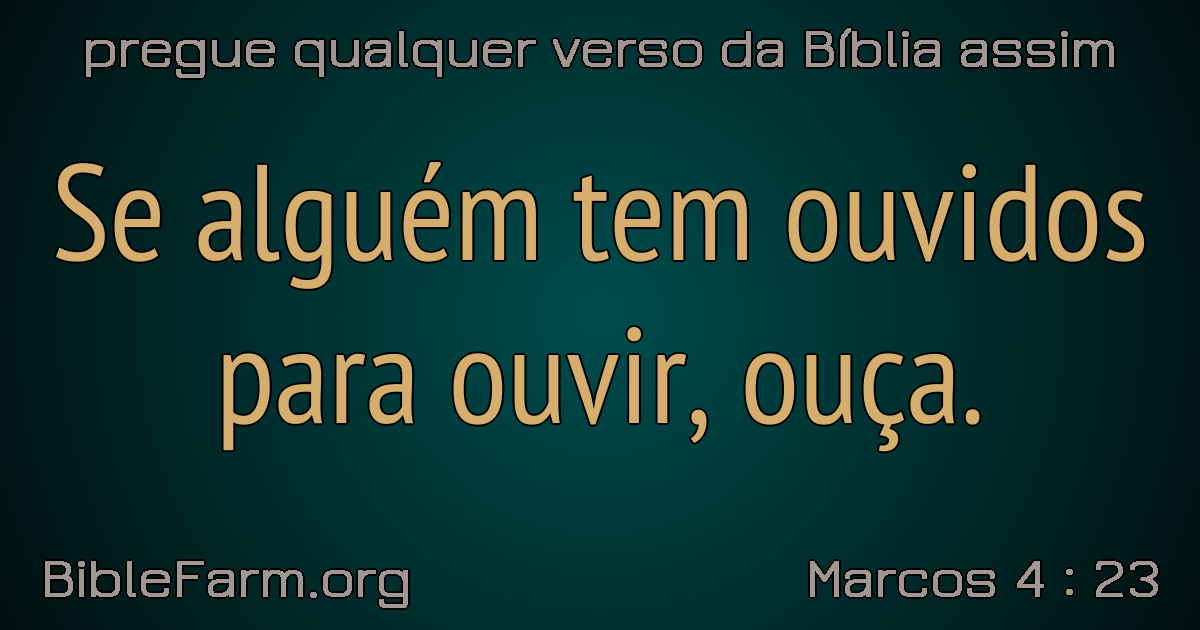 pregue qualquer verso da Bíblia assim
Se alguém tem ouvidos
para ouvir, ouça.
BibleFarm.org
Marcos 4 : 23